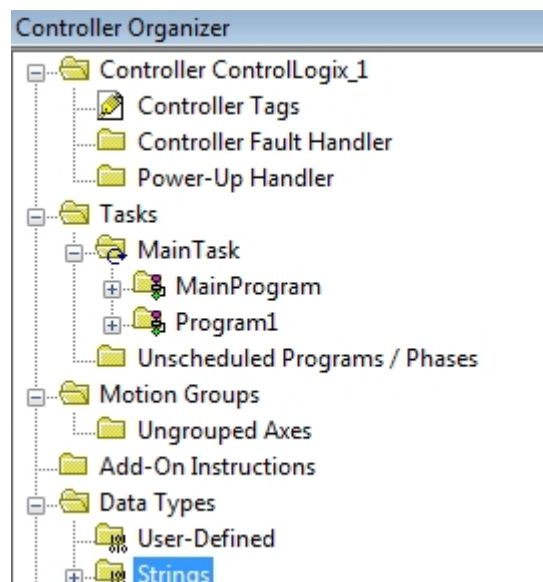 Controller Organizer
Controller ControlLogix_1
Controller Tags
Controller Fault Handler
Power-Up Handler
Tasks
MainTask
MainProgram
Program1
Unscheduled Programs / Phases
Motion Groups
Ungrouped Axes
Add-On Instructions
Data Types
User-Defined
Strings